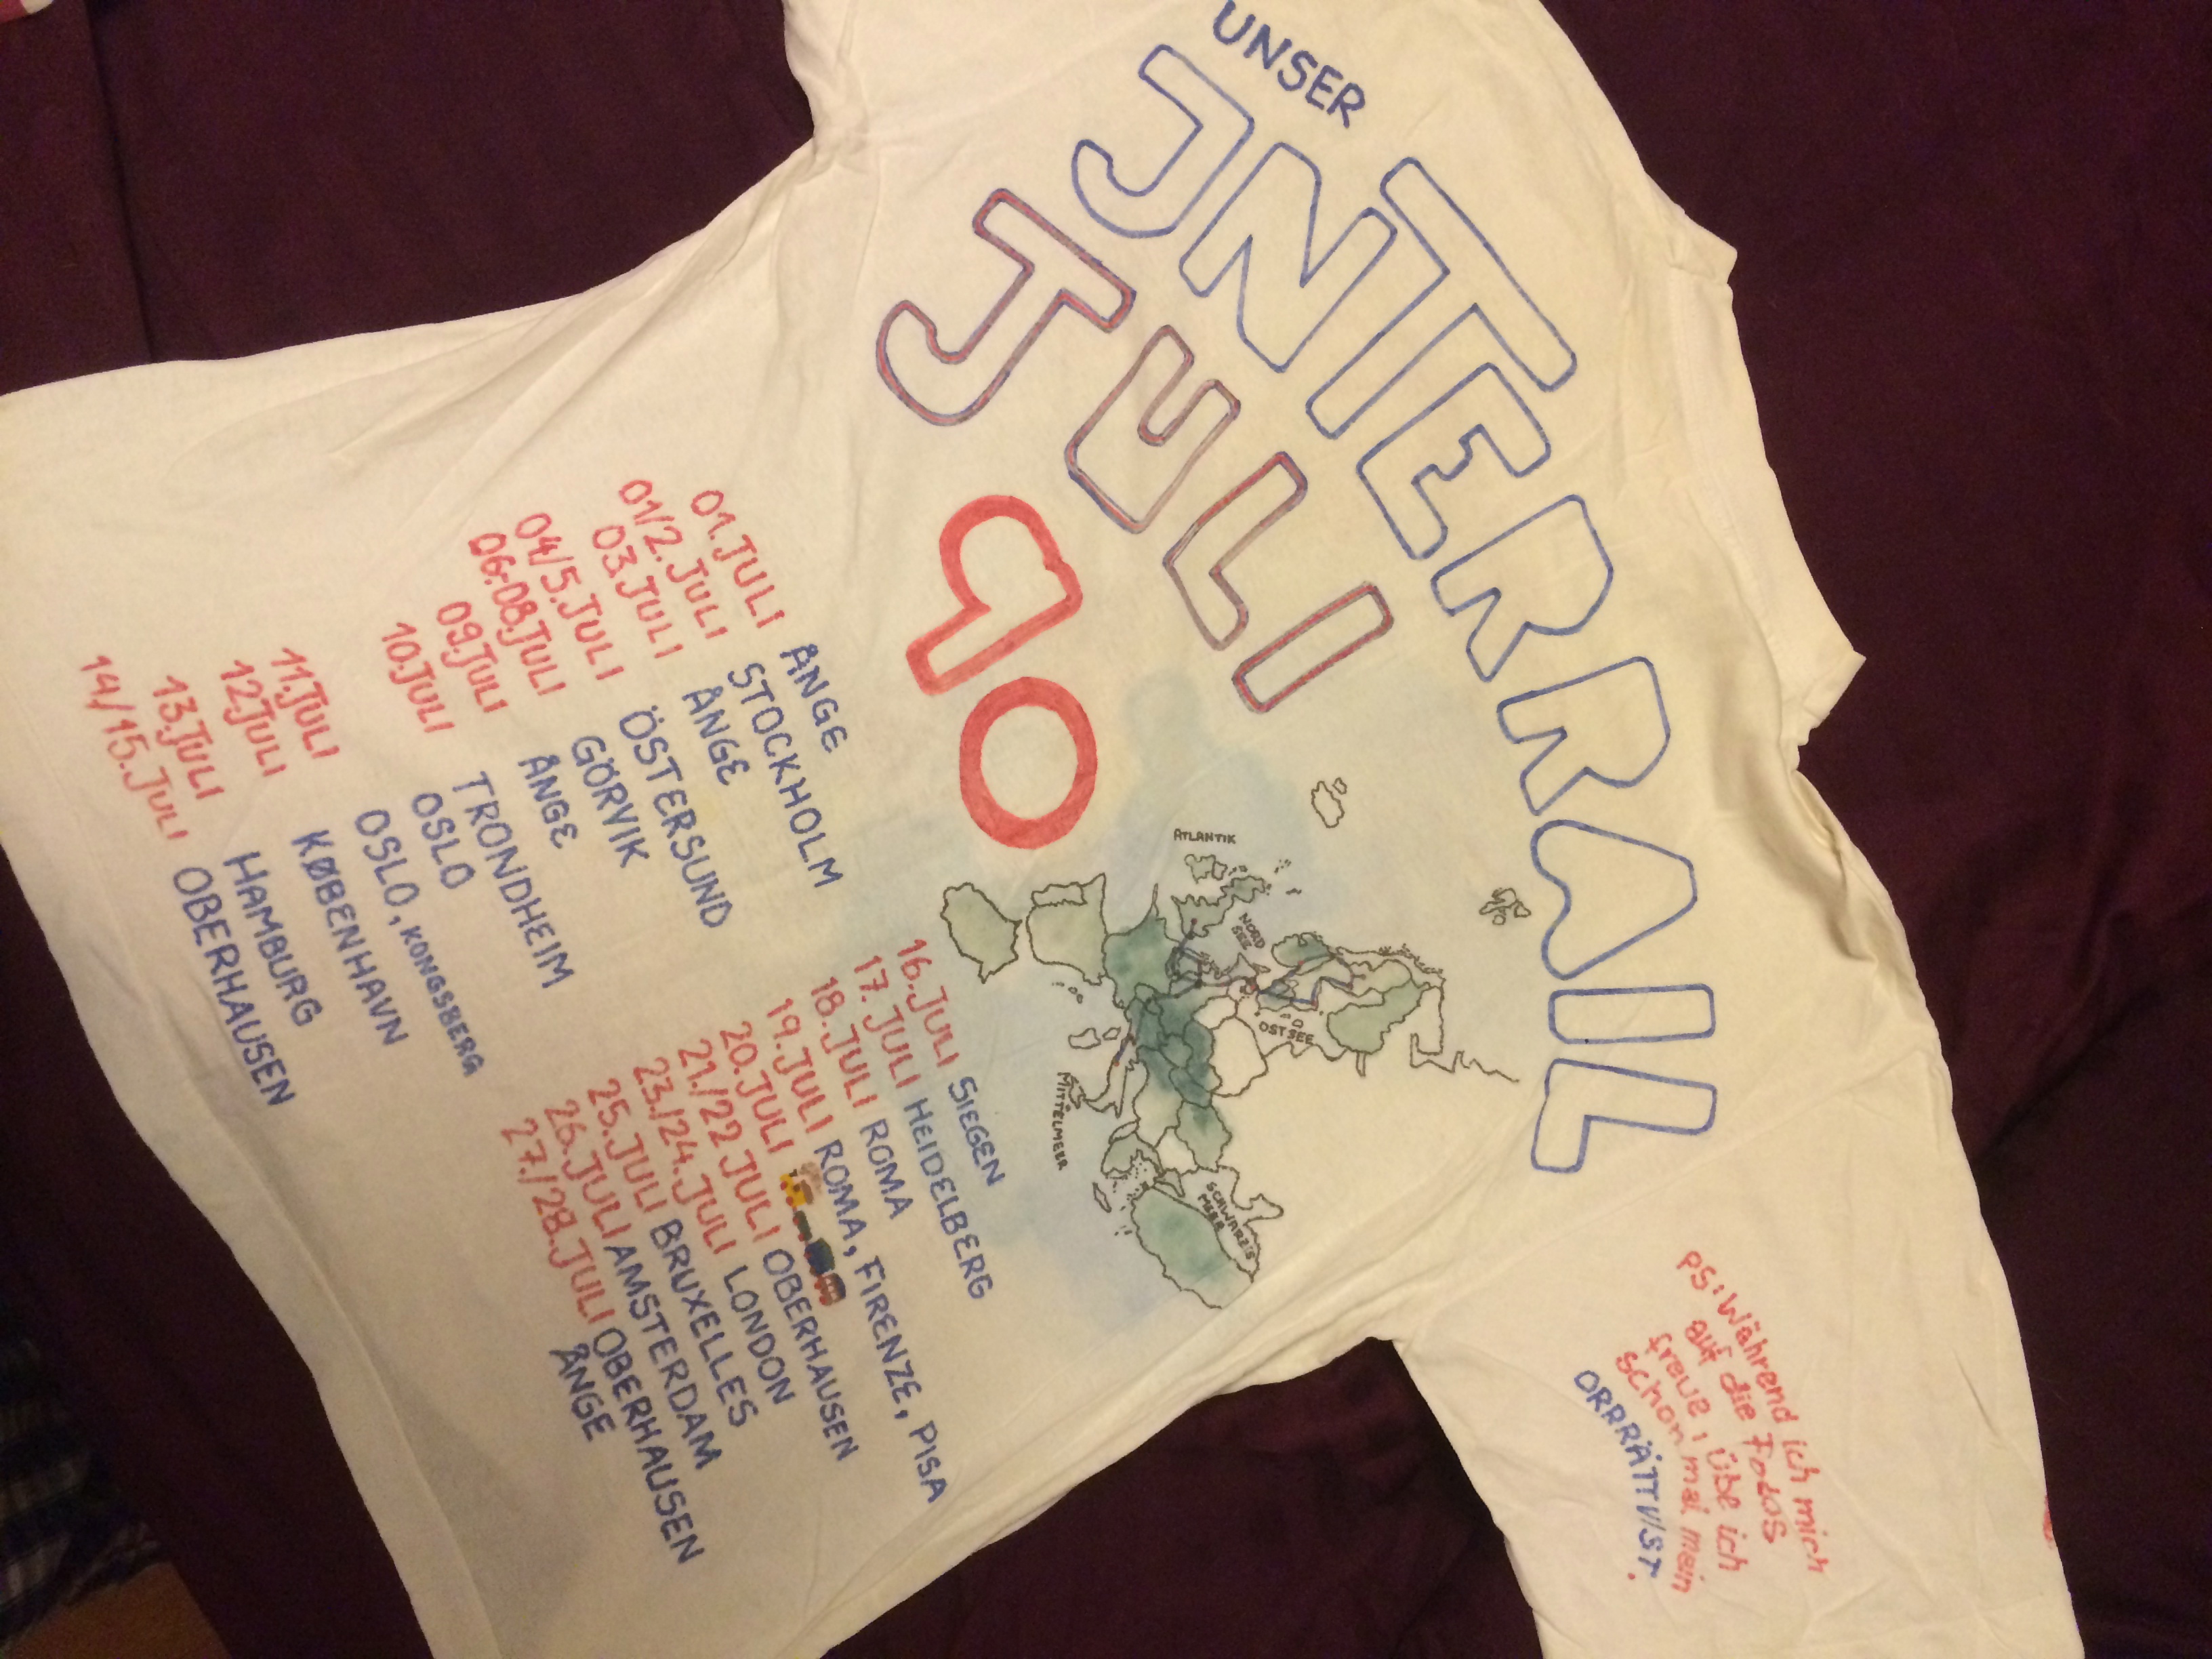 UNSER
JNTERRAIL
JULI
90
ATLANTIK
NORD
SEE
OSTSEE
MITTELMEER
SCHWARZES
MEER
01.JULI ÅNGE
01/2.JULI STOCKHOLM
03.JULI ÅNGE
04/5.JULI ÖSTERSUND
06-08.JULI GÖRVIK
09.JULI ÅNGE
10.JULI TRONDHEIM
OSLO
11.JULI OSLO, KONGSBERG
12.JULI KØBENHAVN
13.JULI HAMBURG
14/15.JULI OBERHAUSEN
16.JULI SIEGEN
17.JULI HEIDELBERG
18.JULI ROMA
19.JULI ROMA, FIRENZE, PISA
20.JULI
21./22 JULI OBERHAUSEN
23./24.JULI LONDON
25.JULI BRUXELLES
26.JULI AMSTERDAM
27./28.JULI OBERHAUSEN
ÅNGE
PS: Während ich mich
auf die Fotos
freue, übe ich
schon mal mein
ORRRÄTTVIST.